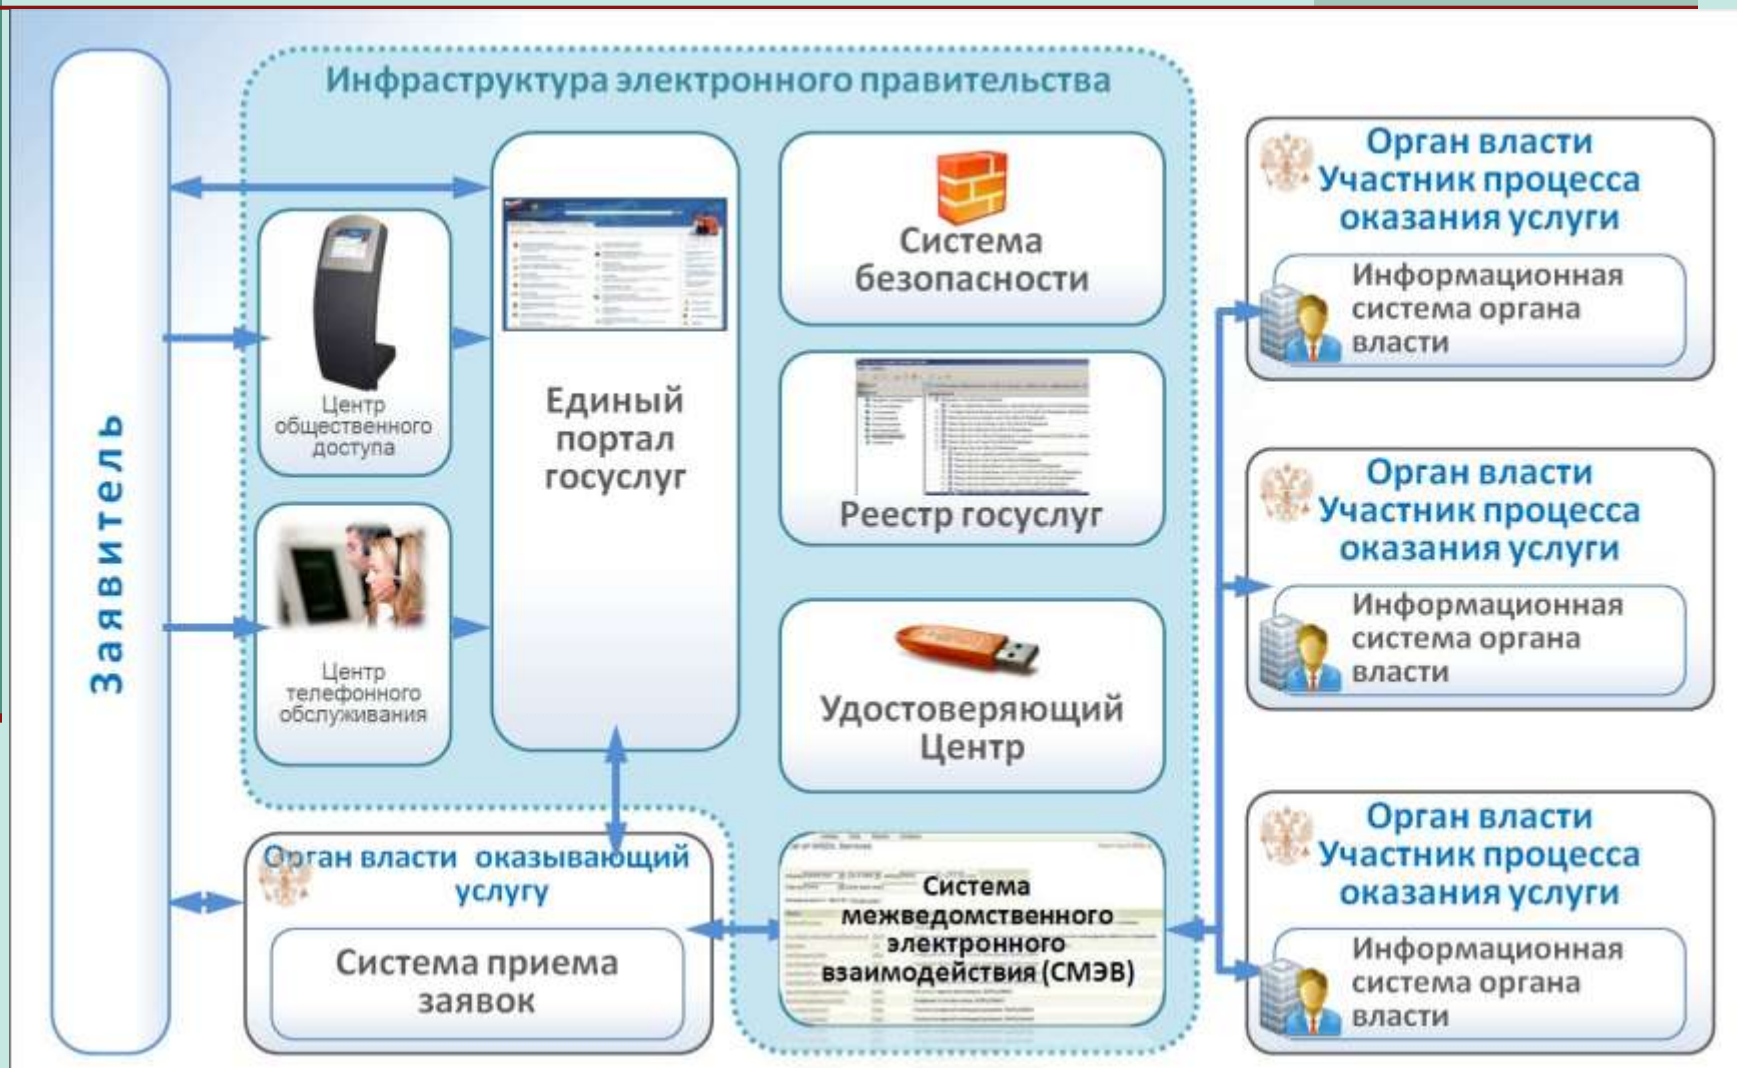 Инфраструктура электронного правительства
Заявитель
Центр
общественного
доступа
Центр
телефонного
обслуживания
Единый
портал
госуслуг
Система
безопасности
Реестр госуслуг
Удостоверяющий
Центр
Система
межведомственного
электронного
взаимодействия (СМЭВ)
Орган власти оказывающий
услугу
Система приема
заявок
Орган власти
Участник процесса
оказания услуги
Информационная
система органа
власти
Орган власти
Участник процесса
оказания услуги
Информационная
система органа
власти
Орган власти
Участник процесса
оказания услуги
Информационная
система органа
власти